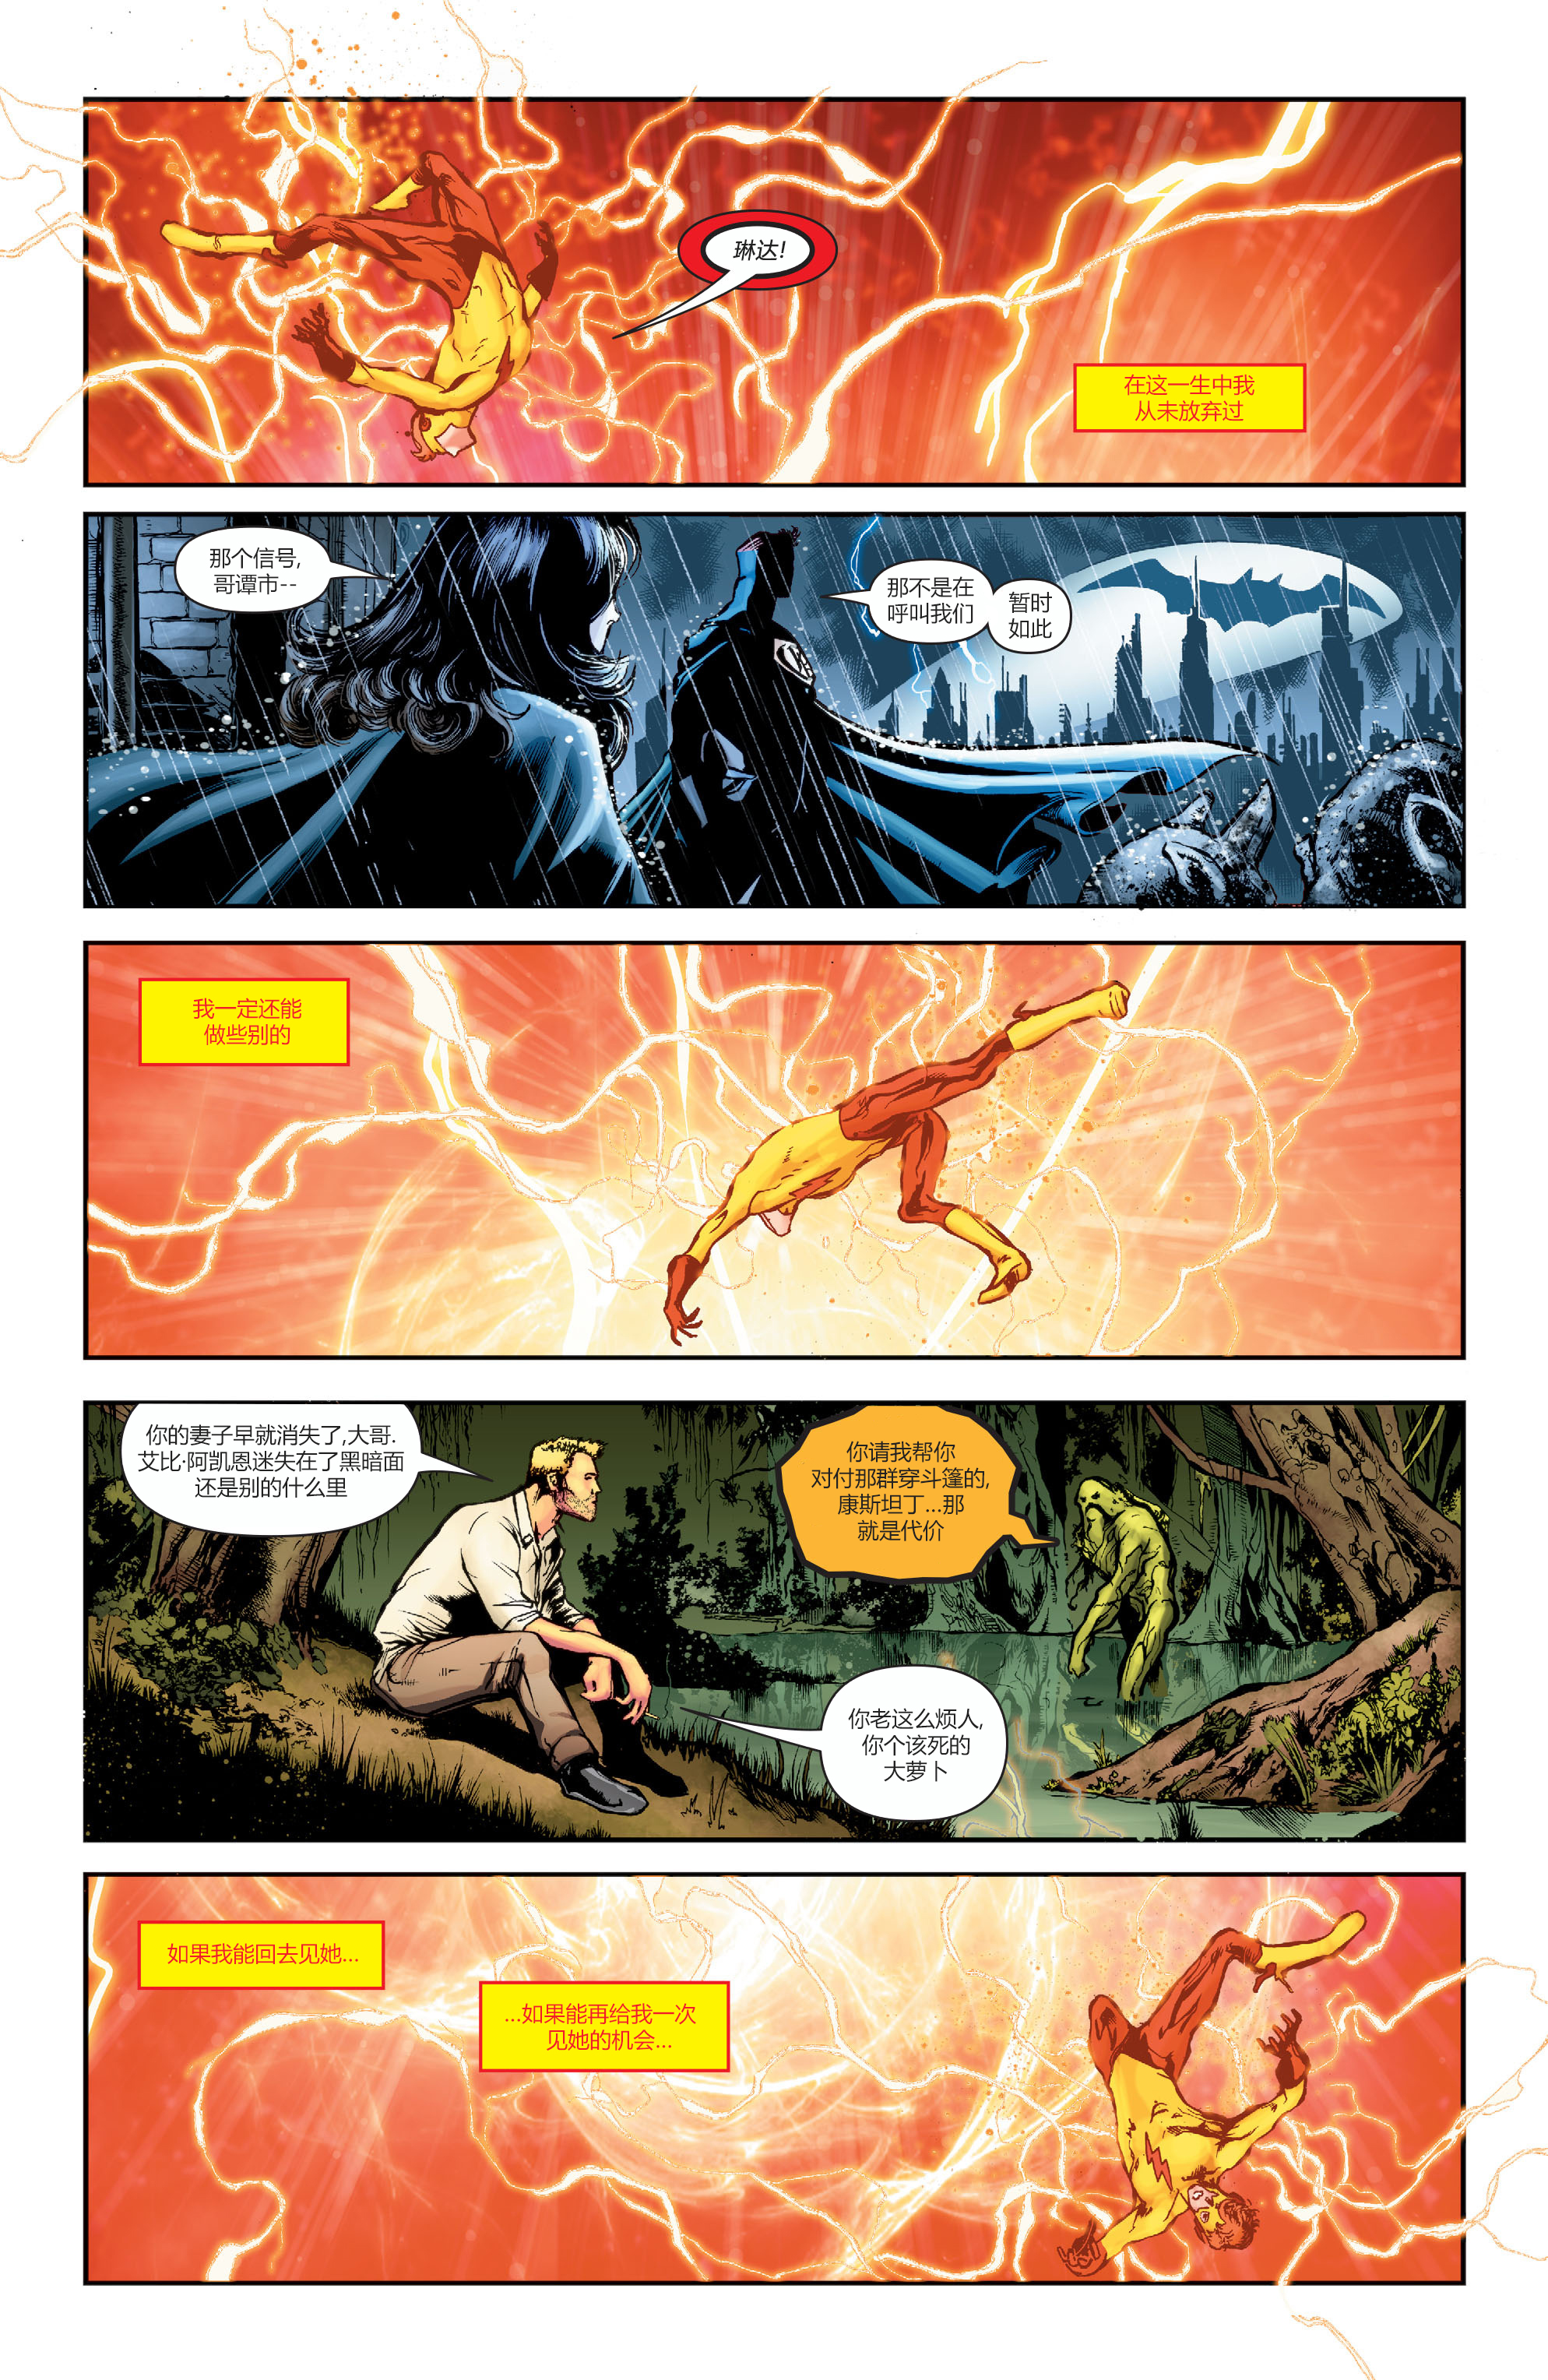 琳达!
在这一生中我
从未放弃过
那个信号,
哥谭市--
那不是在
呼叫我们
暂时
如此
我一定还能
做些别的
你的妻子早就消失了,大哥.
艾比·阿凯恩迷失在了黑暗面
还是别的什么里
你请我帮你
对付那群穿斗篷的,
康斯坦丁...那
就是代价
你老这么烦人,
你个该死的
大萝卜
如果我能回去见她...
...如果能再给我一次
见她的机会...